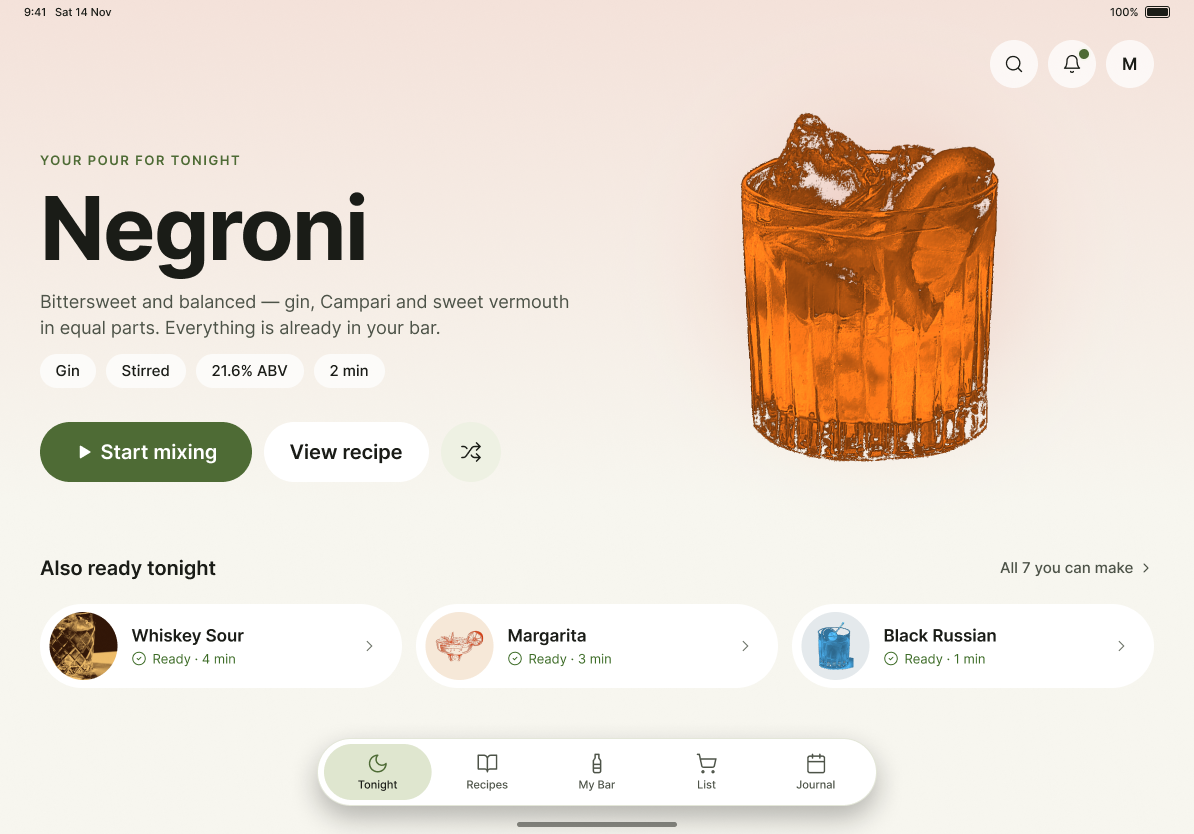 9:41 Sat 14 Nov
100%
M
YOUR POUR FOR TONIGHT
Negroni
Bittersweet and balanced — gin, Campari and sweet vermouth
in equal parts. Everything is already in your bar.
Gin Stirred 21.6% ABV 2 min
Start mixing View recipe
Also ready tonight
All 7 you can make
Whiskey Sour
Ready · 4 min
Margarita
Ready · 3 min
Black Russian
Ready · 1 min
Tonight Recipes My Bar List Journal